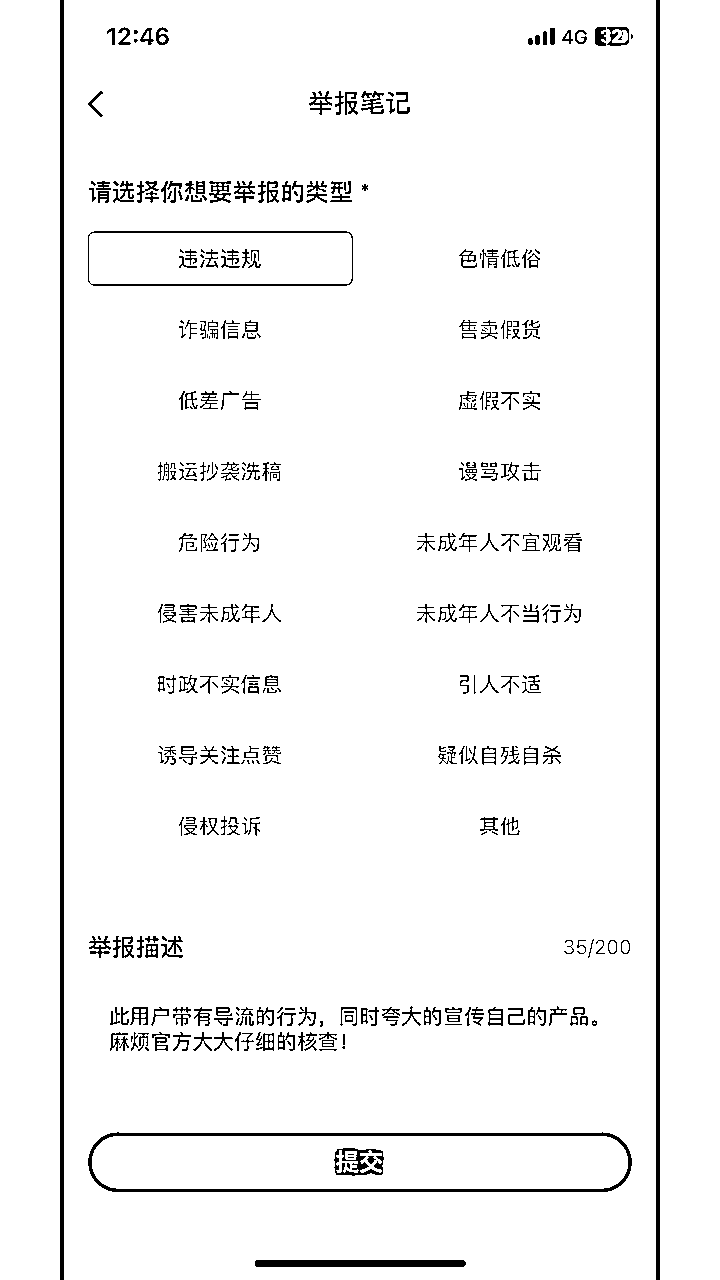 12:46
4G 32
举报笔记
请选择你想要举报的类型 *
违法违规
色情低俗
诈骗信息
售卖假货
低差广告
虚假不实
搬运抄袭洗稿
谩骂攻击
危险行为
未成年人不宜观看
侵害未成年人
未成年人不当行为
时政不实信息
引人不适
诱导关注点赞
疑似自残自杀
侵权投诉
其他
举报描述
35/200
此用户带有导流的行为，同时夸大的宣传自己的产品。
麻烦官方大大仔细的核查！
提交